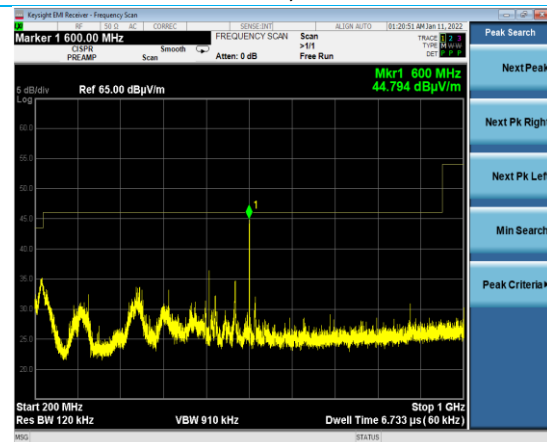 Keysight EMI Receiver - Frequency Scan
RF 50 Ω AC CORREC SENSE:INT ALIGN AUTO 01:20:51 AM Jan 11, 2022
Marker 1 600.00 MHz
FREQUENCY SCAN
Scan
>1/1
Free Run
CISPR
PREAMP
Smooth
Scan
Atten: 0 dB
TRACE 1 2 3
TYPE M W W
DET P P P
Mkr1 600 MHz
44.794 dBµV/m
5 dB/div
Ref 65.00 dBµV/m
Log
60.0
55.0
50.0
45.0
40.0
35.0
30.0
25.0
20.0
1
Start 200 MHz
Stop 1 GHz
Res BW 120 kHz
VBW 910 kHz
Dwell Time 6.733 µs ( 60 kHz)
MSG
STATUS
Peak Search
Next Peak
Next Pk Right
Next Pk Left
Min Search
Peak Criteria